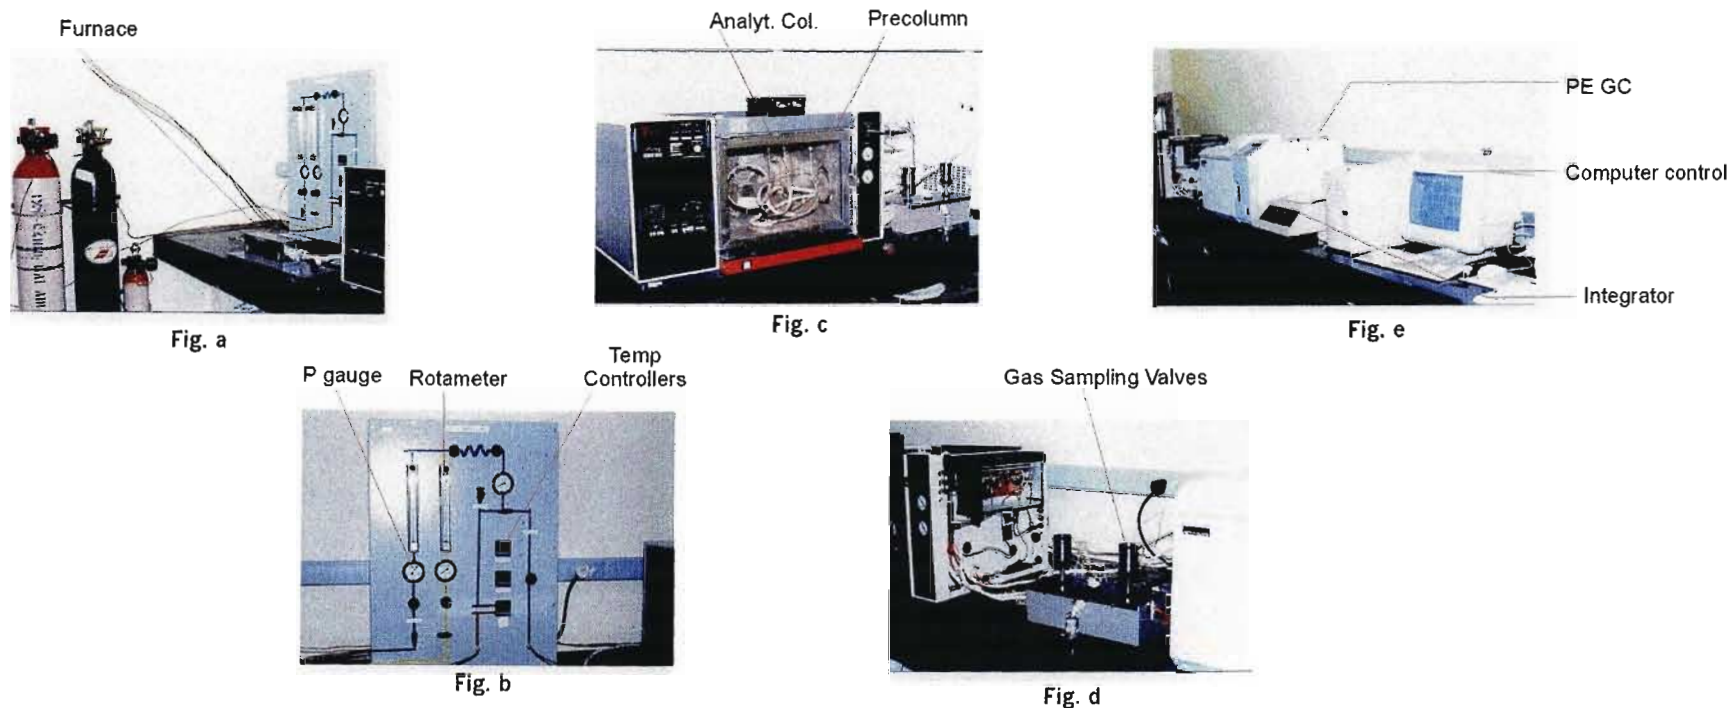 Furnace
Fig. a
Analyt. Col.
Precolumn
Fig. c
PE GC
Computer control
Integrator
Fig. e
P gauge
Rotameter
Temp
Controllers
Fig. b
Gas Sampling Valves
Fig. d